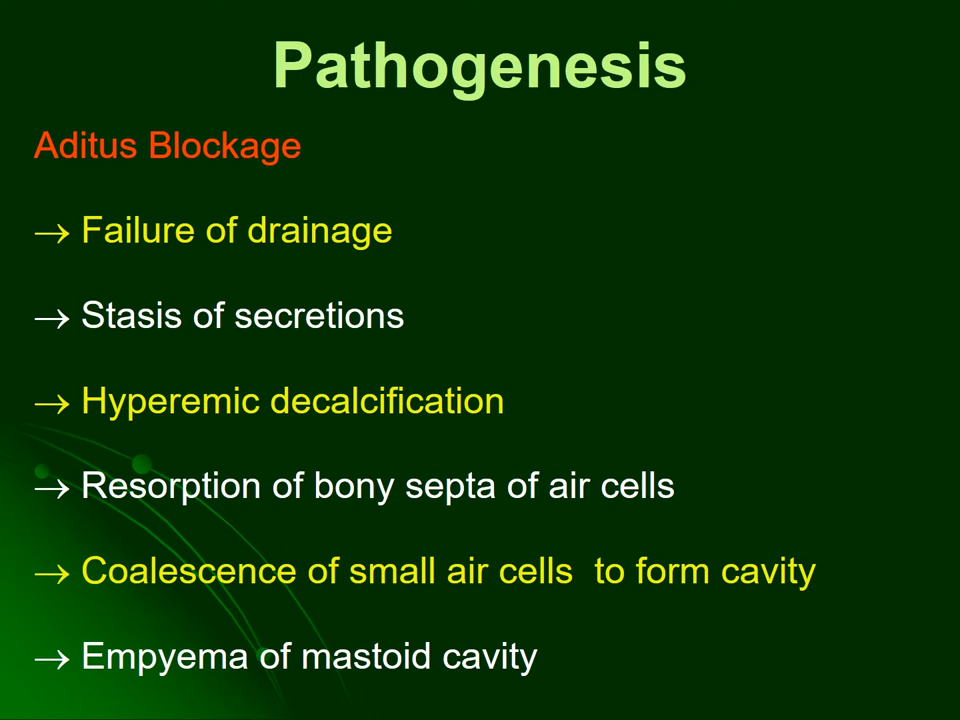 Pathogenesis
Aditus Blockage
→ Failure of drainage
→ Stasis of secretions
→ Hyperemic decalcification
→ Resorption of bony septa of air cells
→ Coalescence of small air cells  to form cavity
→ Empyema of mastoid cavity